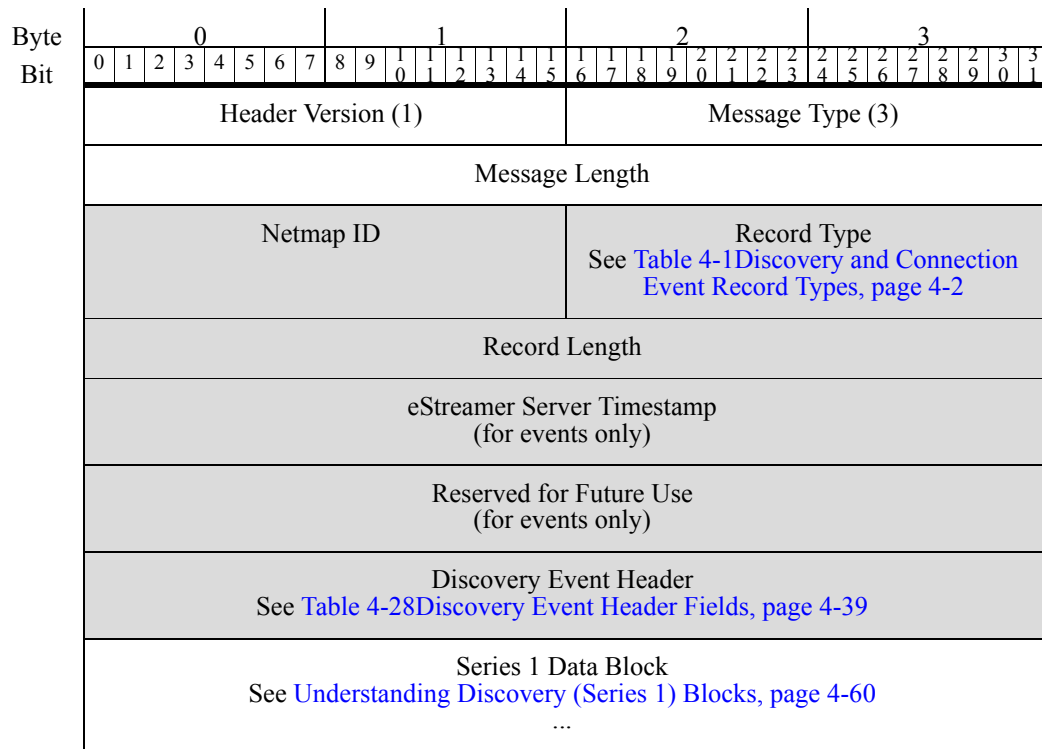 Byte 0 1 2 3
Bit 0 1 2 3 4 5 6 7 8 9 10 11 12 13 14 15 16 17 18 19 20 21 22 23 24 25 26 27 28 29 30 31
Header Version (1) Message Type (3)
Message Length
Netmap ID Record Type
See Table 4-1Discovery and Connection
Event Record Types, page 4-2
Record Length
eStreamer Server Timestamp
(for events only)
Reserved for Future Use
(for events only)
Discovery Event Header
See Table 4-28Discovery Event Header Fields, page 4-39
Series 1 Data Block
See Understanding Discovery (Series 1) Blocks, page 4-60
...